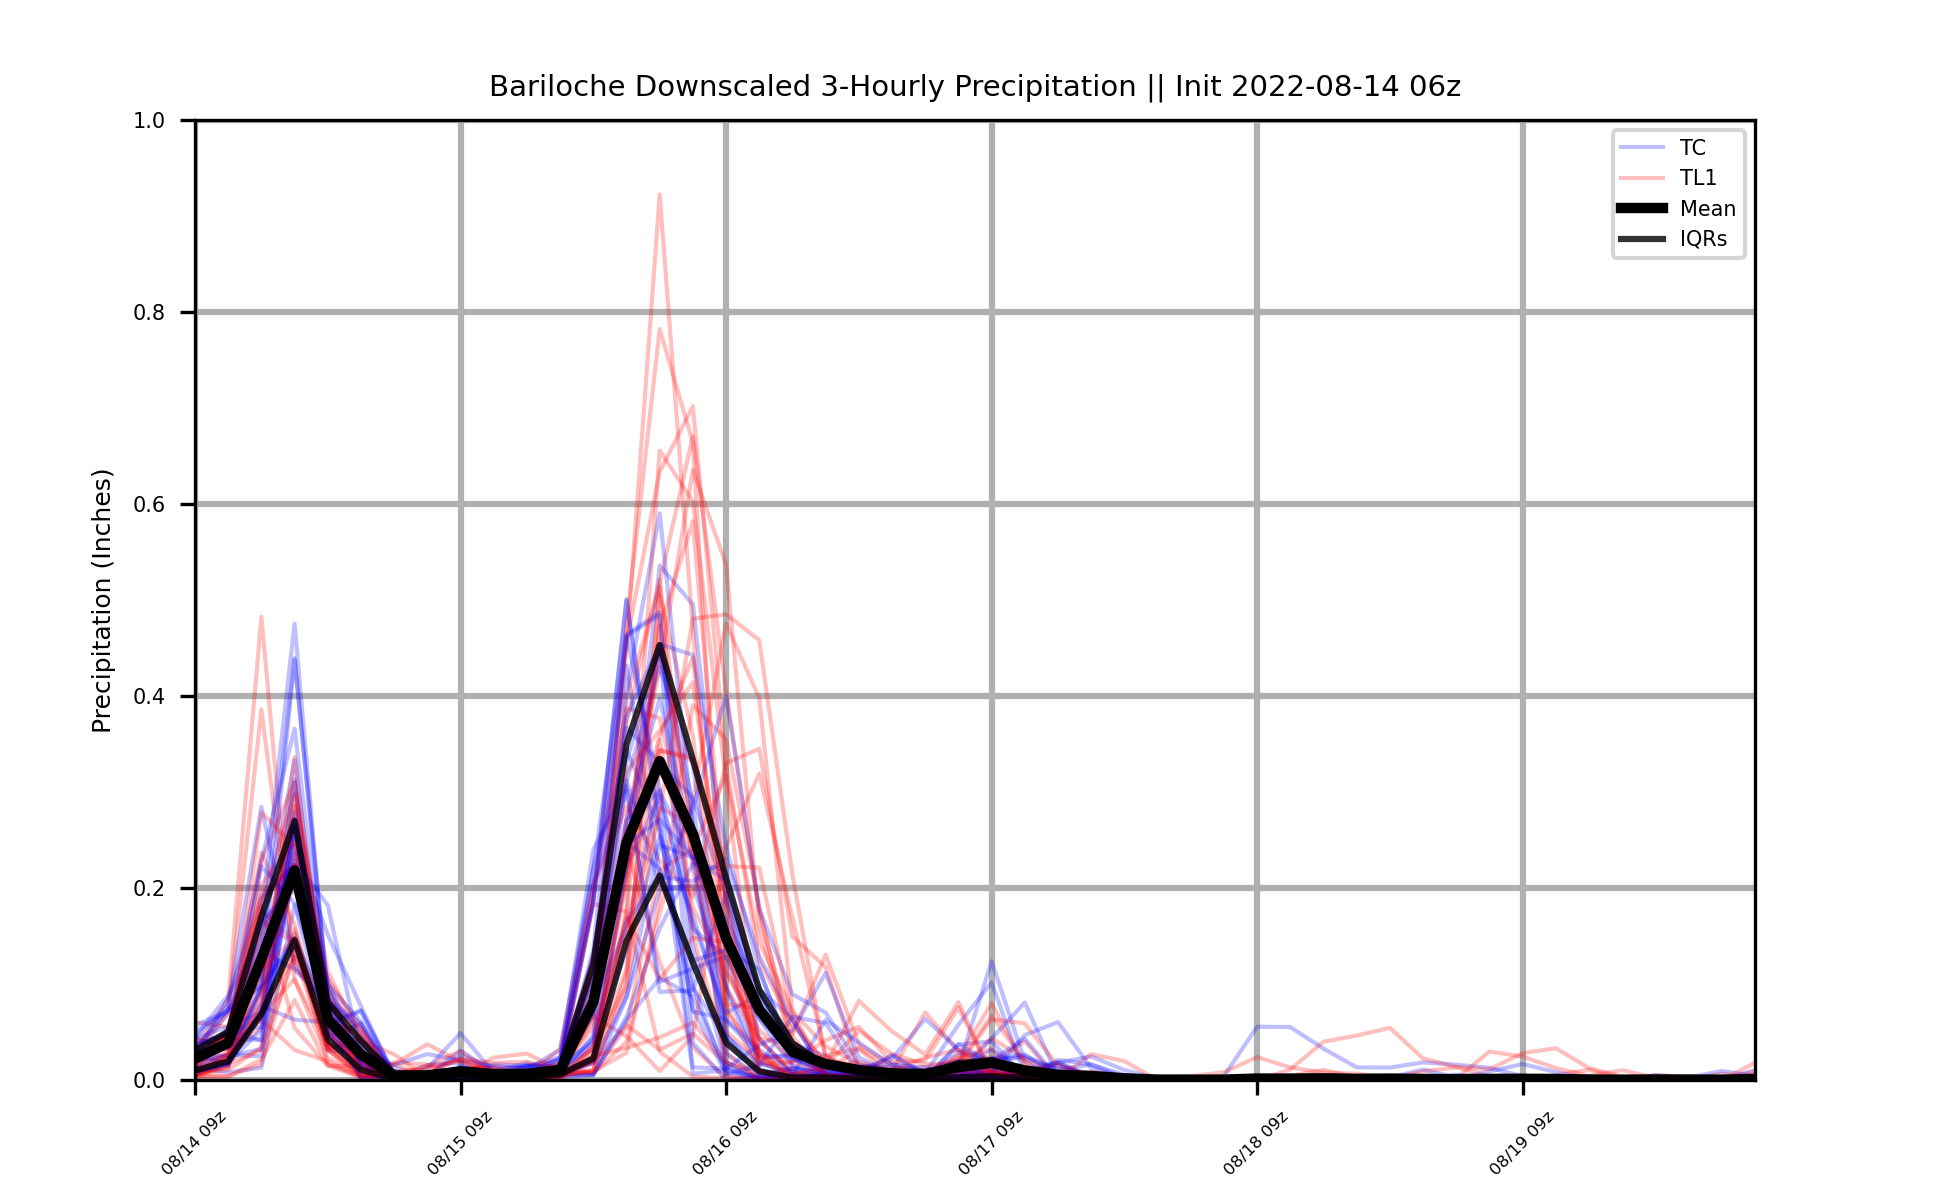 Bariloche Downscaled 3-Hourly Precipitation || Init 2022-08-14 06z
1.0
0.8
0.6
0.4
0.2
0.0
Precipitation (Inches)
TC
TL1
Mean
IQRs
08/14 09z
08/15 09z
08/16 09z
08/17 09z
08/18 09z
08/19 09z